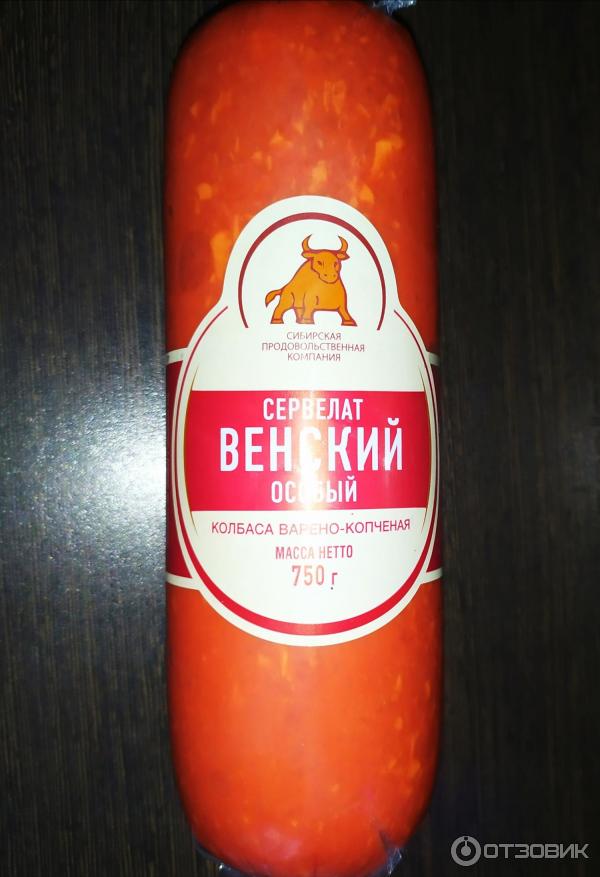 СИБИРСКАЯ
ПРОДОВОЛЬСТВЕННАЯ
КОМПАНИЯ
СЕРВЕЛАТ
ВЕНСКИЙ
ОСОБЫЙ
КОЛБАСА ВАРЕНО-КОПЧЕНАЯ
МАССА НЕТТО
750 г
ОТЗОВИК